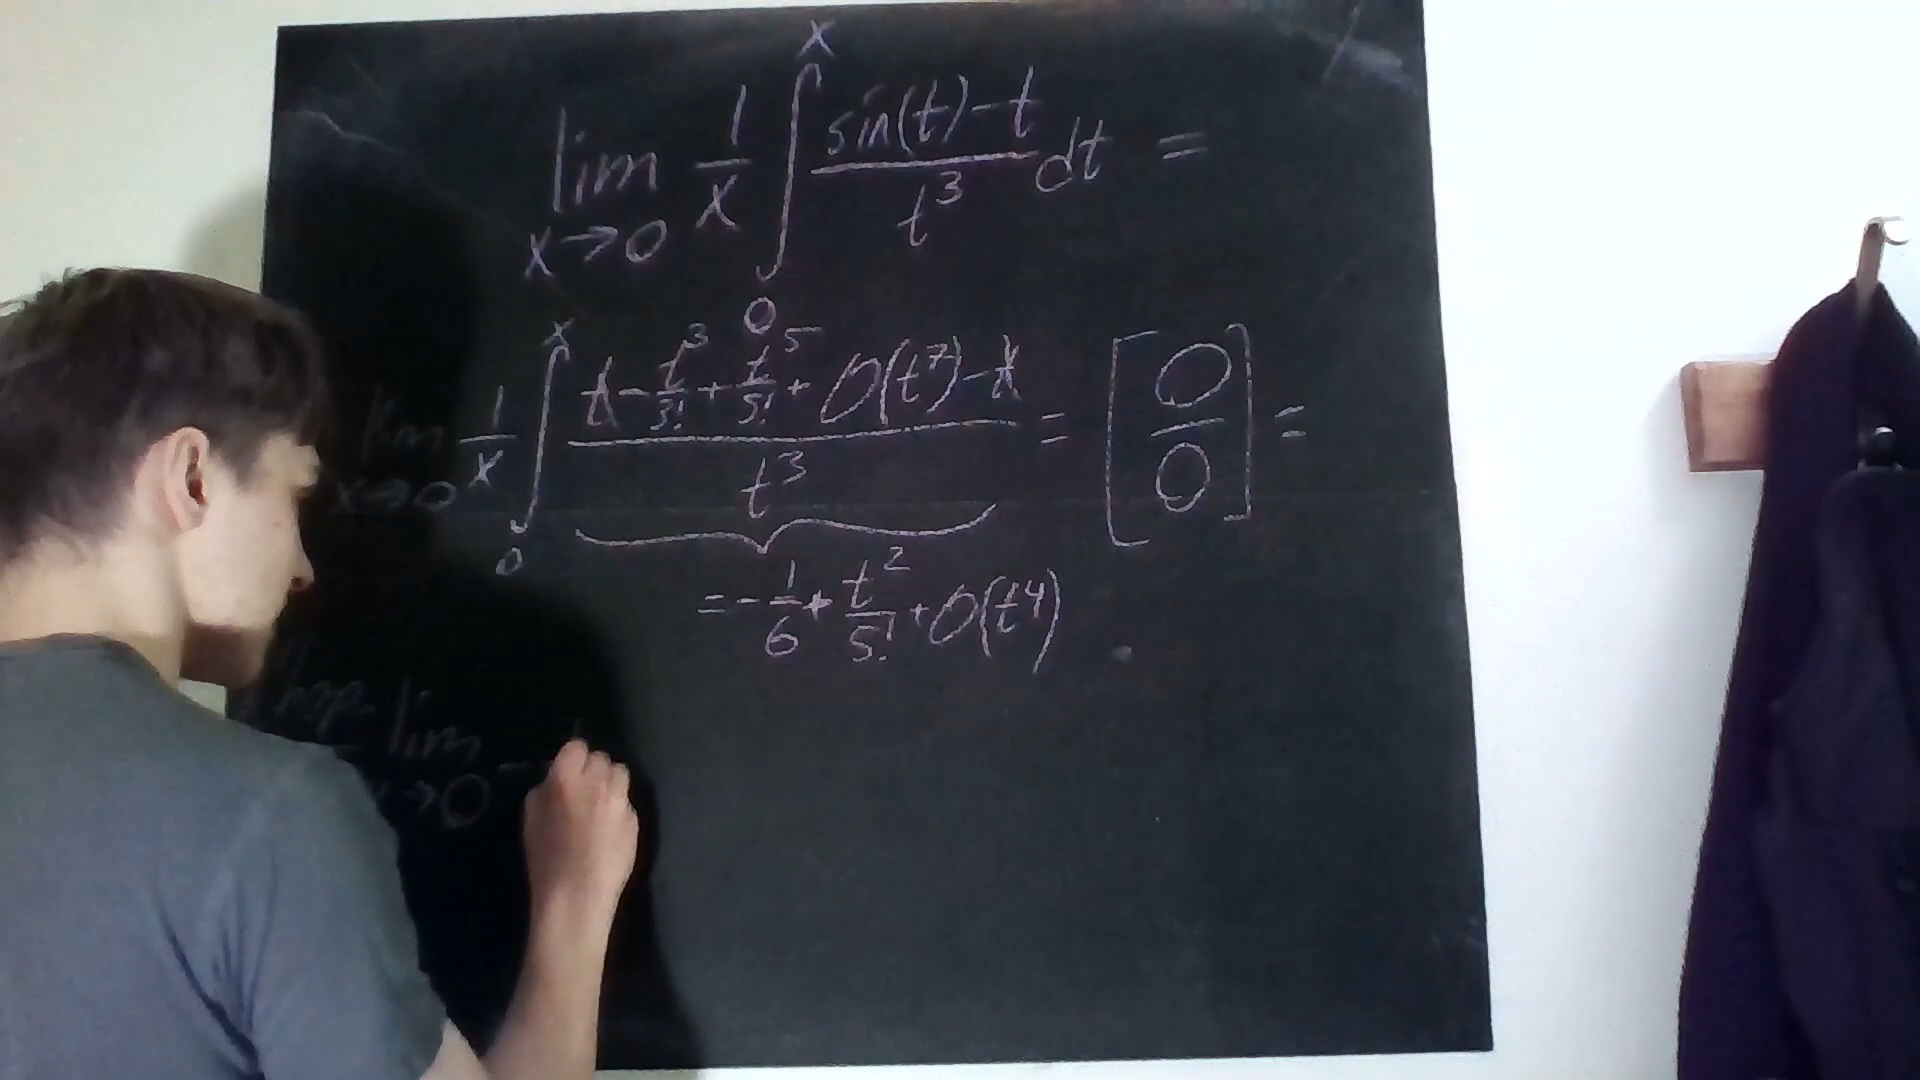 lim x→0 1/x ∫₀ˣ (sin(t)-t)/t³ dt =
lim x→0 1/x ∫₀ˣ (t - t³/3! + t⁵/5! + O(t⁷) - t)/t³ = [0/0] =
= - 1/6 + t²/5! + O(t⁴)
lim →0